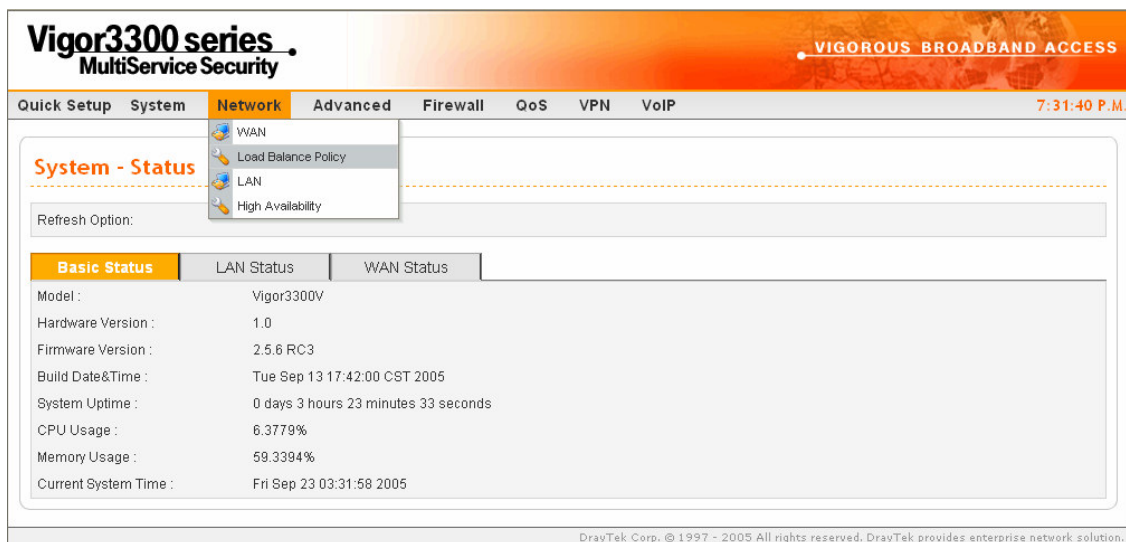 Vigor3300 series
MultiService Security
VIGOROUS BROADBAND ACCESS
Quick Setup System Network Advanced Firewall QoS VPN VoIP 7:31:40 P.M.
WAN
Load Balance Policy
LAN
High Availability
System - Status
Refresh Option:
Basic Status LAN Status WAN Status
Model : Vigor3300V
Hardware Version : 1.0
Firmware Version : 2.5.6 RC3
Build Date&Time : Tue Sep 13 17:42:00 CST 2005
System Uptime : 0 days 3 hours 23 minutes 33 seconds
CPU Usage : 6.3779%
Memory Usage : 59.3394%
Current System Time : Fri Sep 23 03:31:58 2005
DrayTek Corp. © 1997 - 2005 All rights reserved. DrayTek provides enterprise network solution.